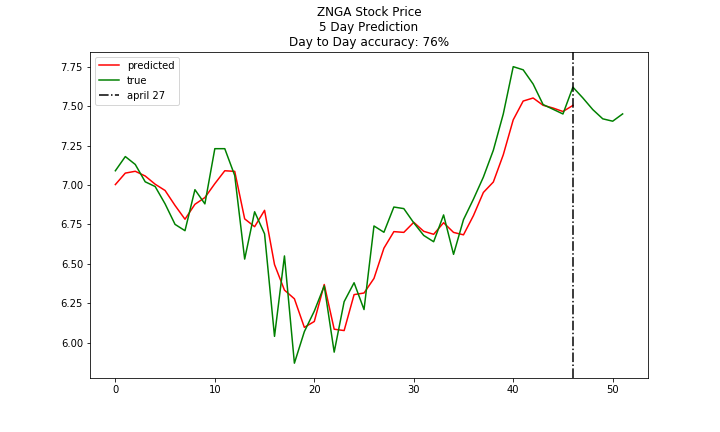 ZNGA Stock Price
5 Day Prediction
Day to Day accuracy: 76%
predicted
true
april 27
7.75
7.50
7.25
7.00
6.75
6.50
6.25
6.00
0 10 20 30 40 50